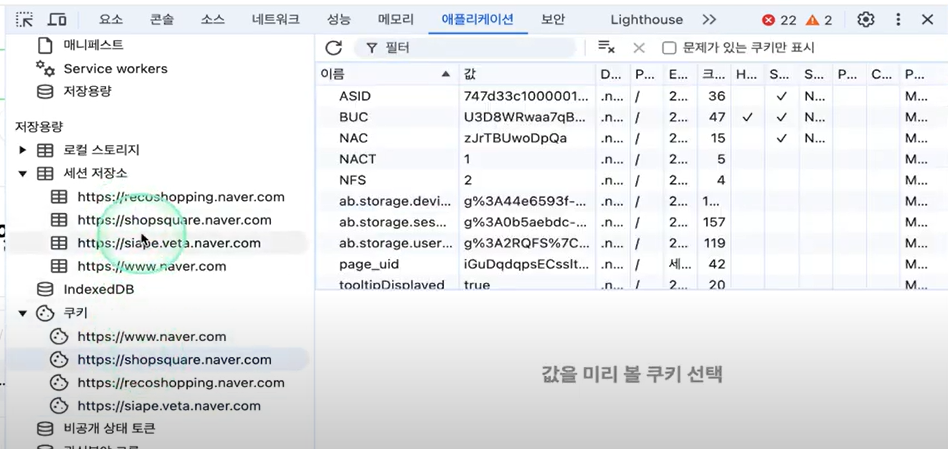 요소 콘솔 소스 네트워크 성능 메모리 애플리케이션 보안 Lighthouse 22 2
매니페스트
Service workers
저장용량
저장용량
로컬 스토리지
세션 저장소
https://recoshopping.naver.com
https://shopsquare.naver.com
https://siape.veta.naver.com
https://www.naver.com
IndexedDB
쿠키
https://www.naver.com
https://shopsquare.naver.com
https://recoshopping.naver.com
https://siape.veta.naver.com
비공개 상태 토큰
필터 문제가 있는 쿠키만 표시
이름 값 D... P... E... 크... H... S... S... P... C... P...
ASID 747d33c1000001... .n... / 2... 36 ✓ N... M...
BUC U3D8WRwaa7qB... .n... / 2... 47 ✓ ✓ N... M...
NAC zJrTBUwoDpQa .n... / 2... 15 ✓ N... M...
NACT 1 .n... / 2... 5 M...
NFS 2 .n... / 2... 4 M...
ab.storage.devi... g%3A44e6593f-... .n... / 2... 1... M...
ab.storage.ses... g%3A0b5aebdc-... .n... / 2... 157 M...
ab.storage.user... g%3A2RQFS%7C... .n... / 2... 119 M...
page_uid iGuDqdqpsECssIt... .n... / 세... 42 M...
tooltipDisplayed true .n... / 2... 20 M...
값을 미리 볼 쿠키 선택